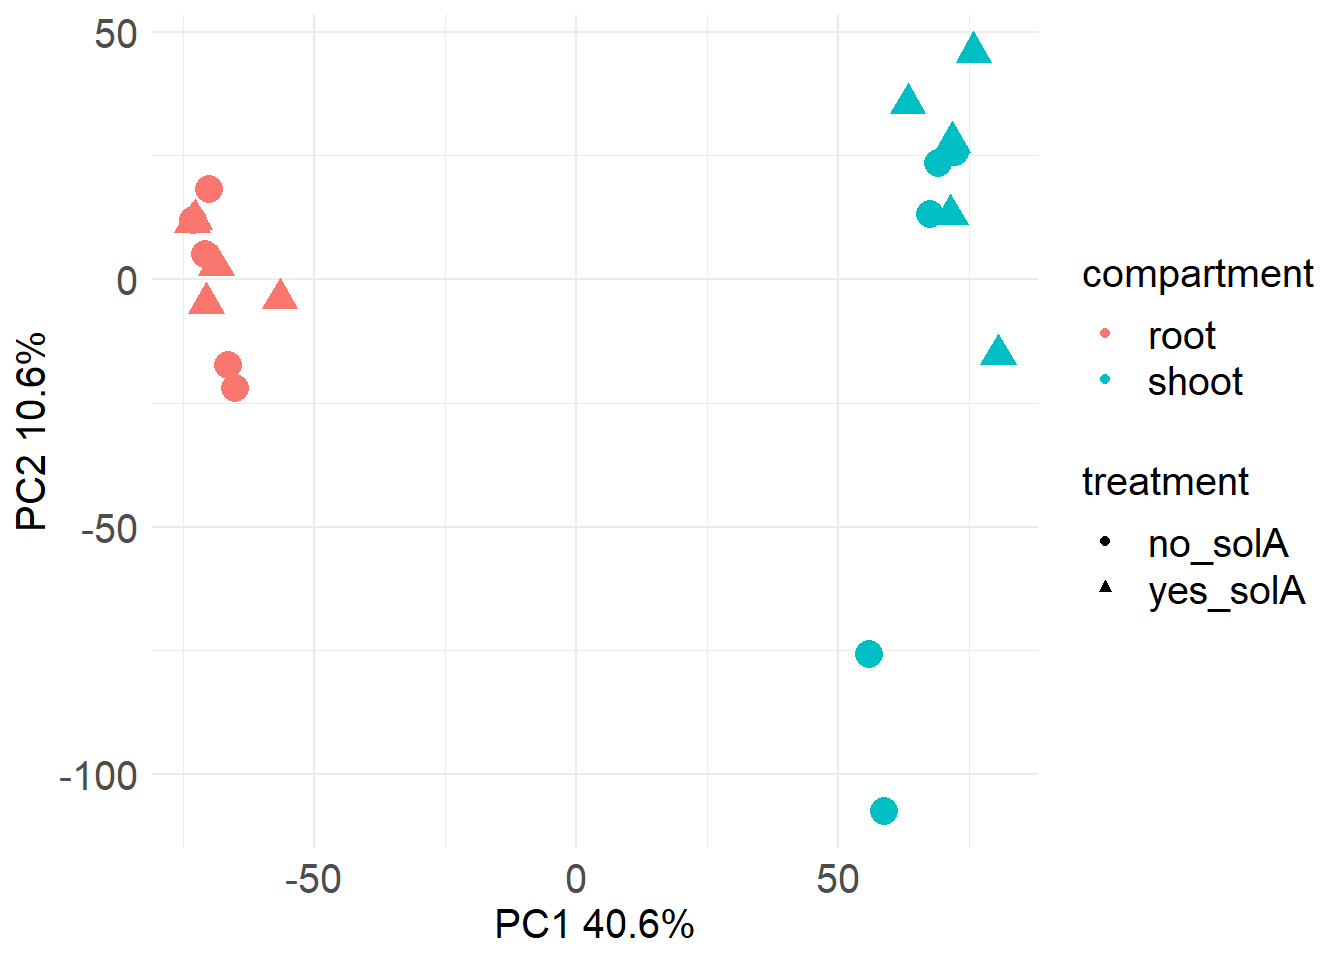 50
0
-50
-100
PC2 10.6%
-50
0
50
PC1 40.6%
compartment
root
shoot
treatment
no_solA
yes_solA